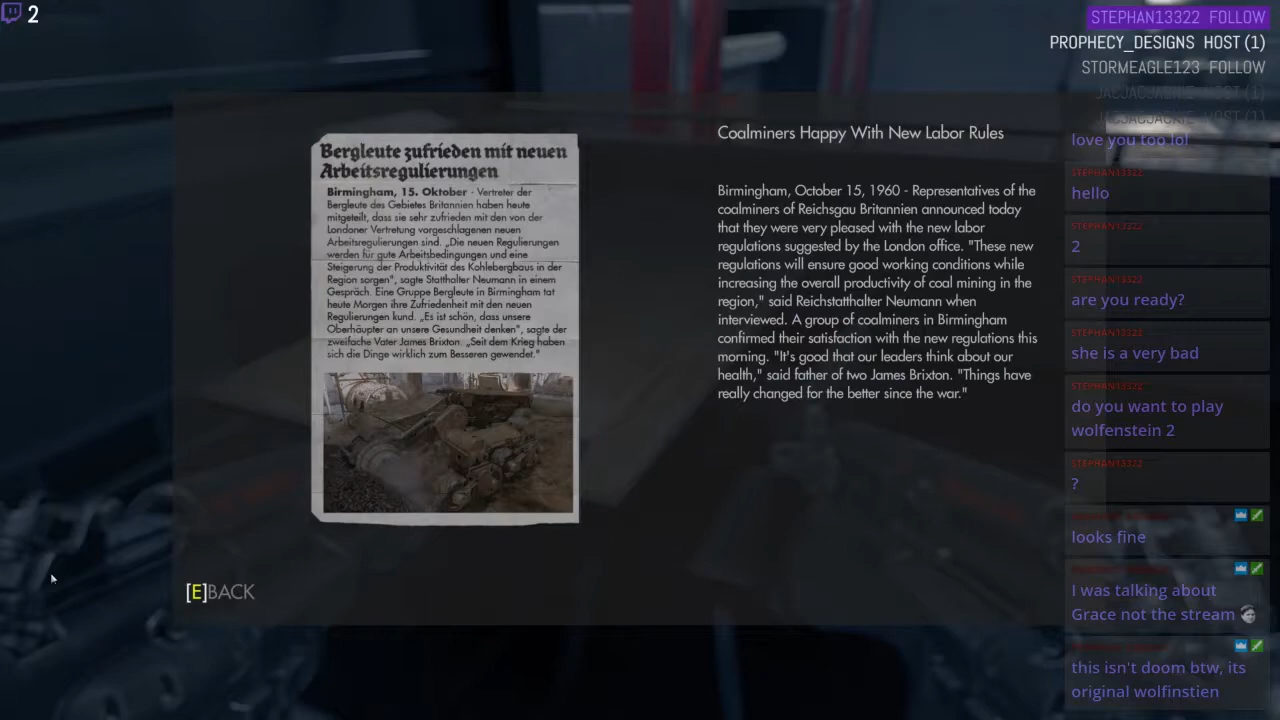 2
STEPHAN13322 FOLLOW
PROPHECY_DESIGNS HOST (1)
STORMEAGLE123 FOLLOW
JACJACJACKIE HOST (1)
JACJACJACKIE HOST (1)
Bergleute zufrieden mit neuen
Arbeitsregulierungen
Birmingham, 15. Oktober - Vertreter der
Bergleute des Gebietes Britannien haben heute
mitgeteilt, dass sie sehr zufrieden mit den von der
Londoner Vertretung vorgeschlagenen neuen
Arbeitsregulierungen sind. „Die neuen Regulierungen
werden für gute Arbeitsbedingungen und eine
Steigerung der Produktivität des Kohlebergbaus in der
Region sorgen", sagte Statthalter Neumann in einem
Gespräch. Eine Gruppe Bergleute in Birmingham tat
heute Morgen ihre Zufriedenheit mit den neuen
Regulierungen kund. „Es ist schön, dass unsere
Oberhäupter an unsere Gesundheit denken", sagte der
zweifache Vater James Brixton. „Seit dem Krieg haben
sich die Dinge wirklich zum Besseren gewendet."
Coalminers Happy With New Labor Rules
Birmingham, October 15, 1960 - Representatives of the
coalminers of Reichsgau Britannien announced today
that they were very pleased with the new labor
regulations suggested by the London office. "These new
regulations will ensure good working conditions while
increasing the overall productivity of coal mining in the
region," said Reichstatthalter Neumann when
interviewed. A group of coalminers in Birmingham
confirmed their satisfaction with the new regulations this
morning. "It's good that our leaders think about our
health," said father of two James Brixton. "Things have
really changed for the better since the war."
[E]BACK
love you too lol
STEPHAN13322
hello
STEPHAN13322
2
STEPHAN13322
are you ready?
STEPHAN13322
she is a very bad
STEPHAN13322
do you want to play
wolfenstein 2
STEPHAN13322
?
looks fine
I was talking about
Grace not the stream
this isn't doom btw, its
original wolfinstien